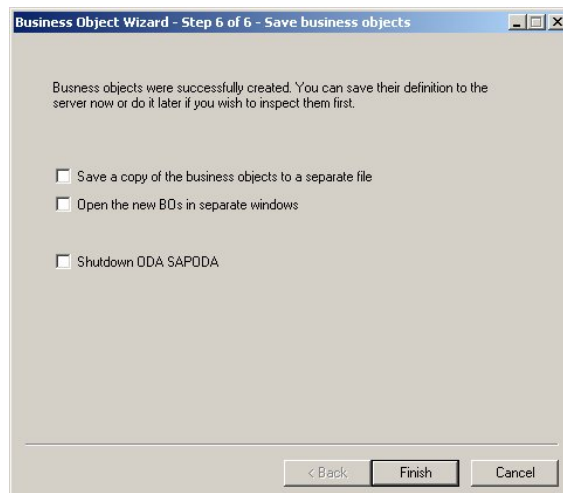 Business Object Wizard - Step 6 of 6 - Save business objects
Busness objects were successfully created. You can save their definition to the
server now or do it later if you wish to inspect them first.
Save a copy of the business objects to a separate file
Open the new BOs in separate windows
Shutdown ODA SAPODA
< Back
Finish
Cancel